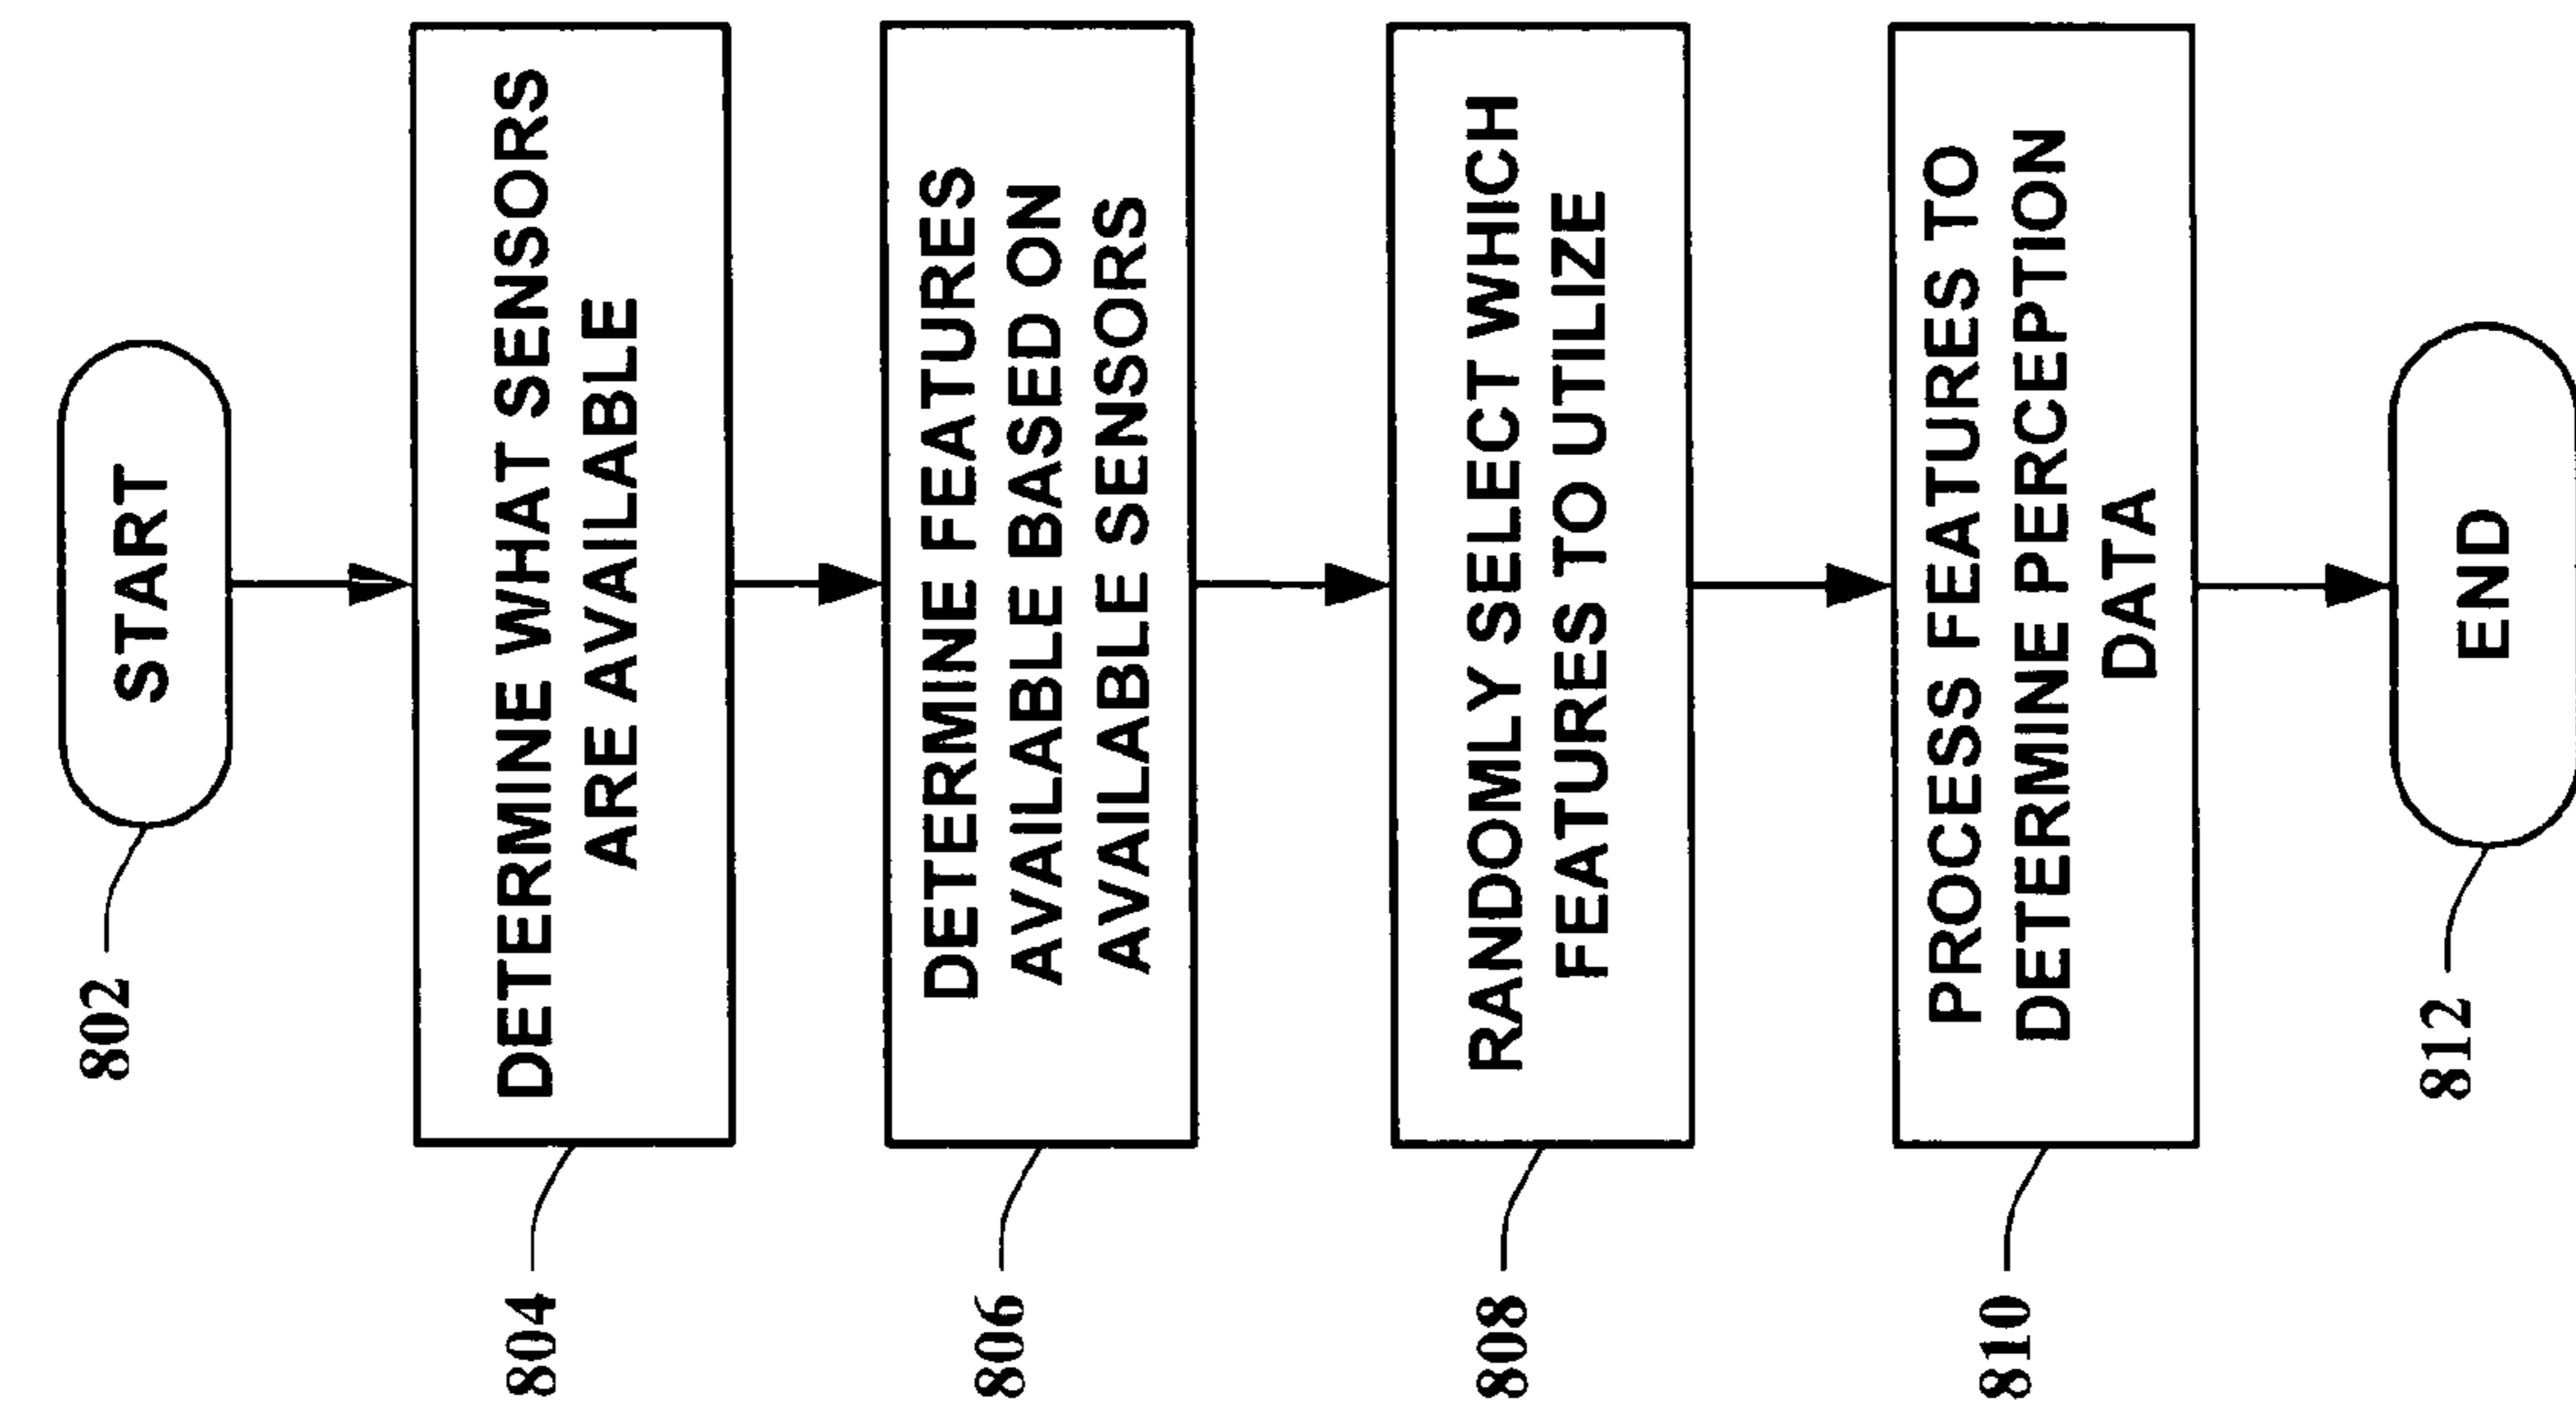 START
802
DETERMINE WHAT SENSORS
ARE AVAILABLE
804
DETERMINE FEATURES
AVAILABLE BASED ON
AVAILABLE SENSORS
806
RANDOMLY SELECT WHICH
FEATURES TO UTILIZE
808
PROCESS FEATURES TO
DETERMINE PERCEPTION
DATA
810
END
812